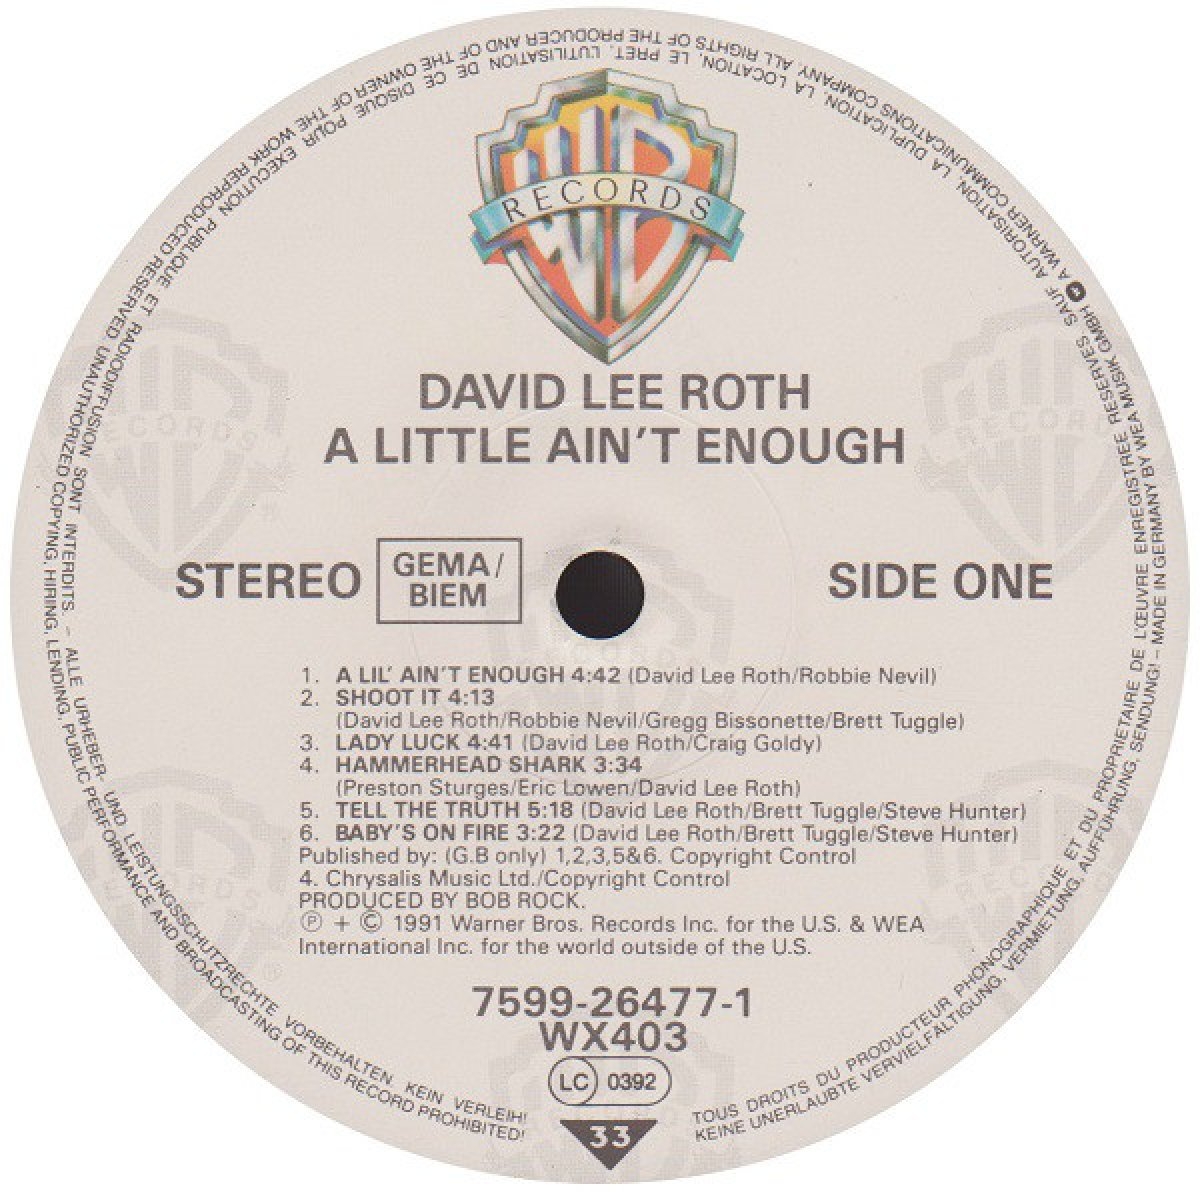 WB
RECORDS
DAVID LEE ROTH
A LITTLE AIN'T ENOUGH
STEREO
GEMA/
BIEM
SIDE ONE
1. A LIL' AIN'T ENOUGH 4:42 (David Lee Roth/Robbie Nevil)
2. SHOOT IT 4:13
(David Lee Roth/Robbie Nevil/Gregg Bissonette/Brett Tuggle)
3. LADY LUCK 4:41 (David Lee Roth/Craig Goldy)
4. HAMMERHEAD SHARK 3:34
(Preston Sturges/Eric Lowen/David Lee Roth)
5. TELL THE TRUTH 5:18 (David Lee Roth/Brett Tuggle/Steve Hunter)
6. BABY'S ON FIRE 3:22 (David Lee Roth/Brett Tuggle/Steve Hunter)
Published by: (G.B only) 1,2,3,5&6. Copyright Control
4. Chrysalis Music Ltd./Copyright Control
PRODUCED BY BOB ROCK.
℗ + © 1991 Warner Bros. Records Inc. for the U.S. & WEA
International Inc. for the world outside of the U.S.
7599-26477-1
WX403
LC 0392
33
TOUS DROITS DU PRODUCTEUR PHONOGRAPHIQUE ET DU PROPRIETAIRE DE L'ŒUVRE ENREGISTRÉE RESERVES. SAUF AUTORISATION, LA DUPLICATION, LA LOCATION, LE PRET, L'UTILISATION DE CE DISQUE POUR EXECUTION PUBLIQUE ET RADIODIFFUSION SONT INTERDITS. – ALLE URHEBER- UND LEISTUNGSSCHUTZRECHTE VORBEHALTEN. KEIN VERLEIH!
KEINE UNERLAUBTE VERVIELFÄLTIGUNG, VERMIETUNG, AUFFÜHRUNG, SENDUNG! – MADE IN GERMANY BY WEA MUSIK GMBH A WARNER COMMUNICATIONS COMPANY. ALL RIGHTS OF THE PRODUCER AND OF THE OWNER OF THE WORK REPRODUCED RESERVED. UNAUTHORIZED COPYING, HIRING, LENDING, PUBLIC PERFORMANCE AND BROADCASTING OF THIS RECORD PROHIBITED!